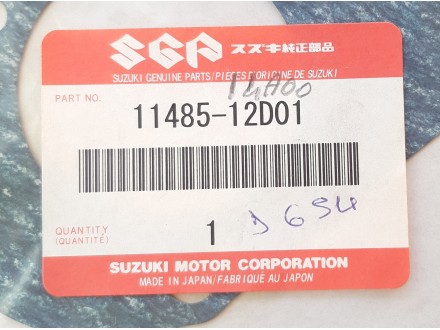 SGP スズキ純正部品
SUZUKI GENUINE PARTS/PIÈCES D'ORIGINE DE SUZUKI
PART NO. 11485-12D01
QUANTITY
(QUANTITÉ) 1
SUZUKI MOTOR CORPORATION
MADE IN JAPAN/FABRIQUÉ AU JAPON